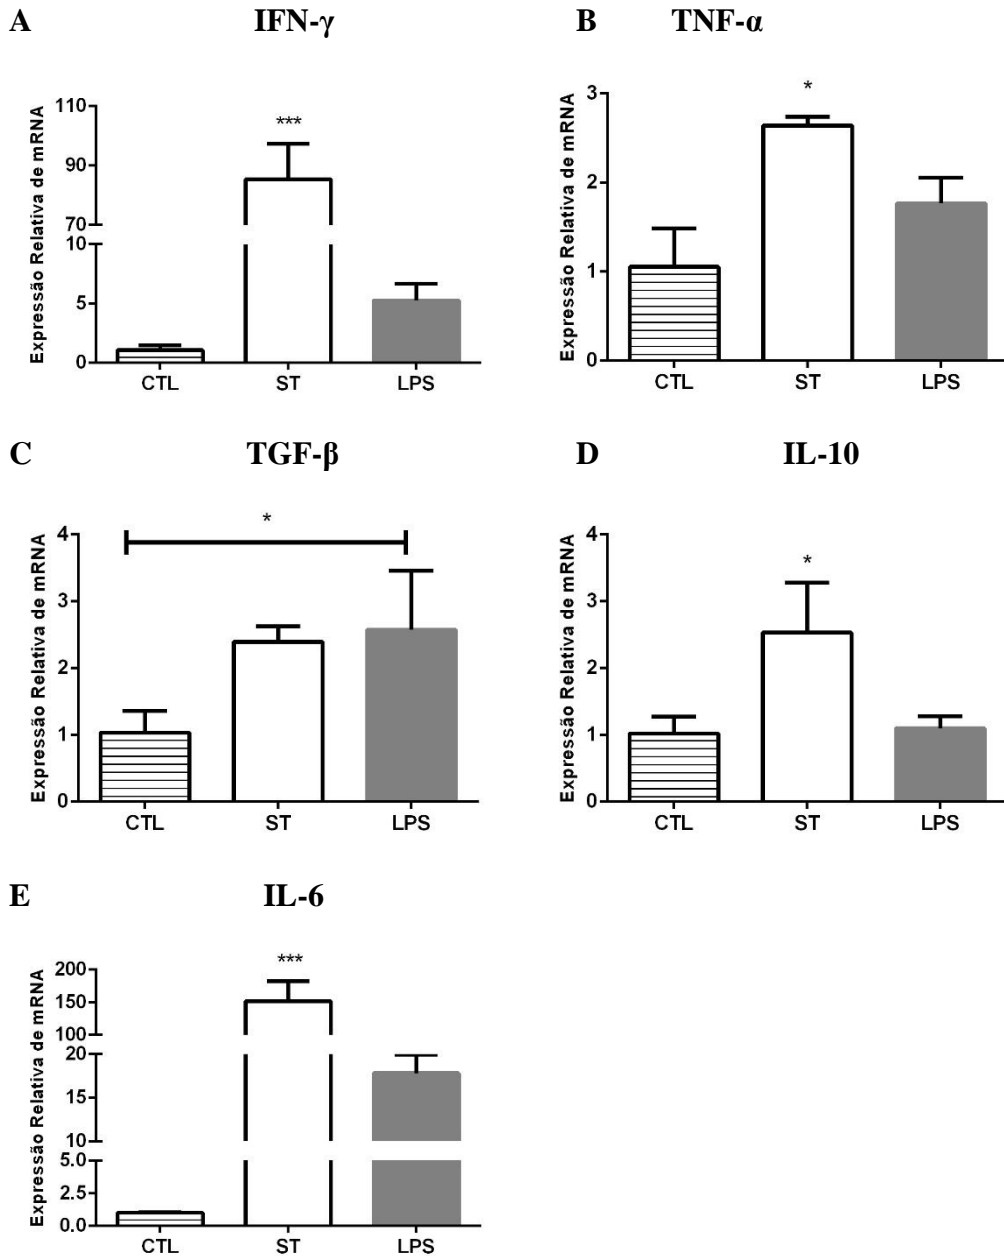 A IFN-γ
Expressão Relativa de mRNA
110
90
70
10
5
0
***
CTL ST LPS
B TNF-α
Expressão Relativa de mRNA
3
2
1
0
*
CTL ST LPS
C TGF-β
Expressão Relativa de mRNA
4
3
2
1
0
*
CTL ST LPS
D IL-10
Expressão Relativa de mRNA
4
3
2
1
0
*
CTL ST LPS
E IL-6
Expressão Relativa de mRNA
200
150
100
20
15
10
5.0
2.5
0.0
***
CTL ST LPS